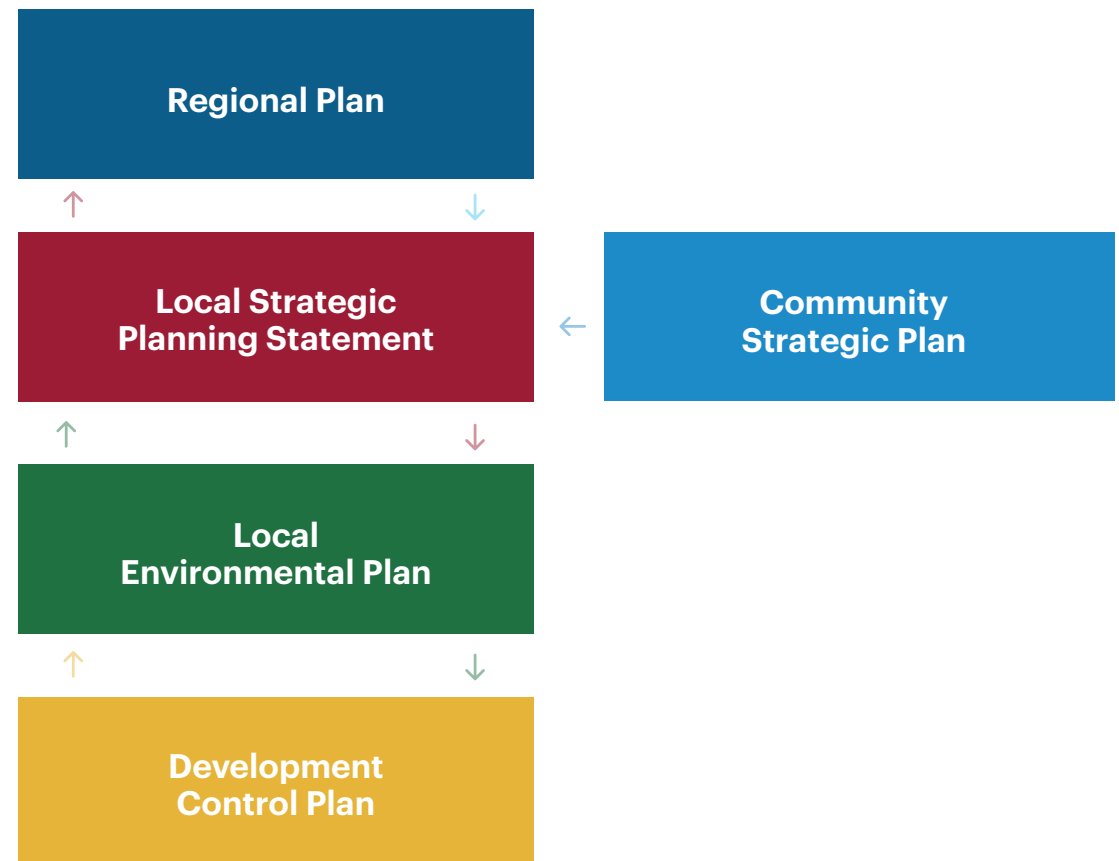 Regional Plan
Local Strategic
Planning Statement
Community
Strategic Plan
Local
Environmental Plan
Development
Control Plan